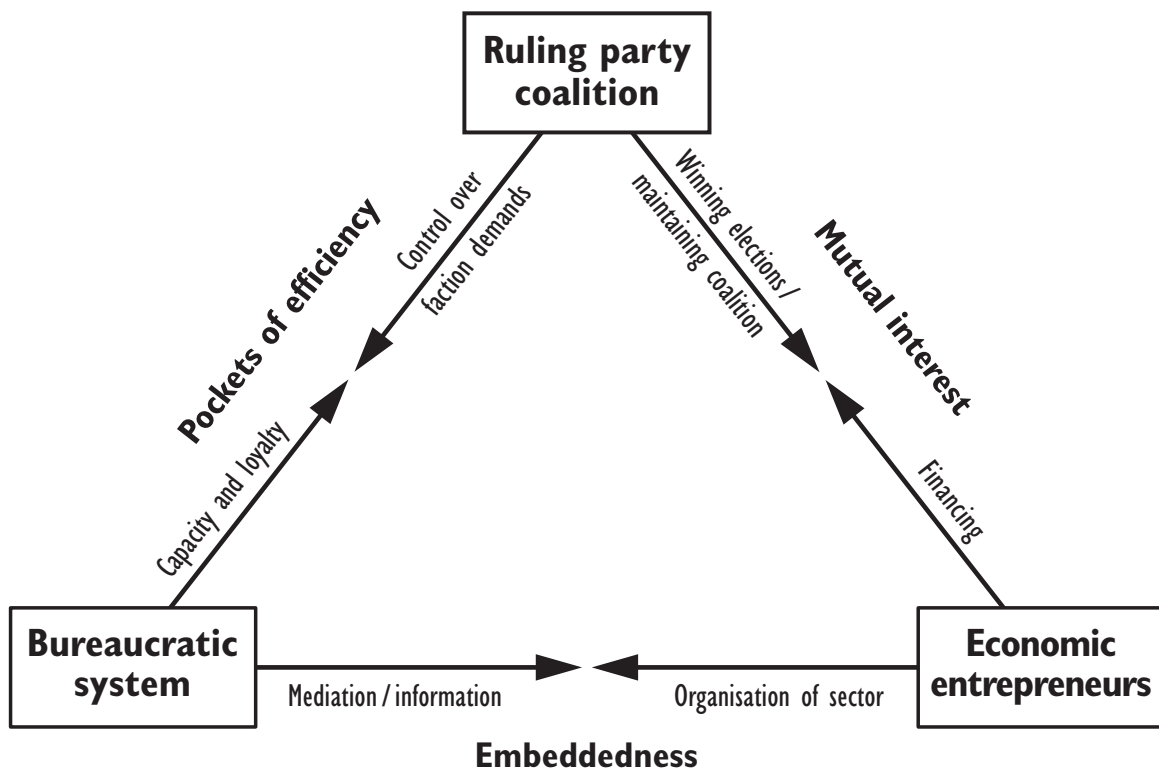 Ruling party
coalition
Control over
faction demands
Winning elections /
maintaining coalition
Pockets of efficiency
Mutual interest
Capacity and loyalty
Financing
Bureaucratic
system
Economic
entrepreneurs
Mediation / information
Organisation of sector
Embeddedness